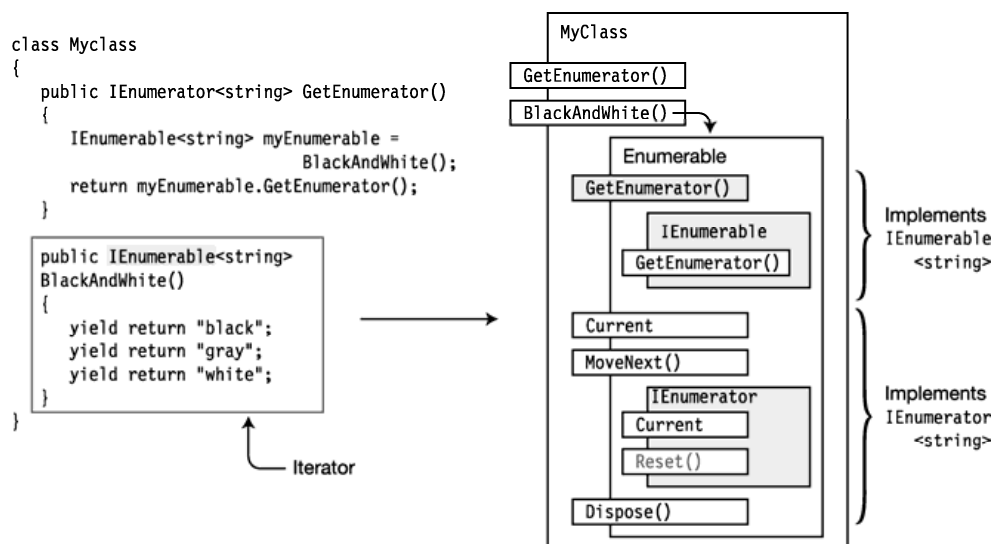 class Myclass
{
public IEnumerator<string> GetEnumerator()
{
IEnumerable<string> myEnumerable =
BlackAndWhite();
return myEnumerable.GetEnumerator();
}
public IEnumerable<string>
BlackAndWhite()
{
yield return "black";
yield return "gray";
yield return "white";
}
}
Iterator
MyClass
GetEnumerator()
BlackAndWhite()
Enumerable
GetEnumerator()
IEnumerable
GetEnumerator()
Current
MoveNext()
IEnumerator
Current
Reset()
Dispose()
Implements
IEnumerable
<string>
Implements
IEnumerator
<string>